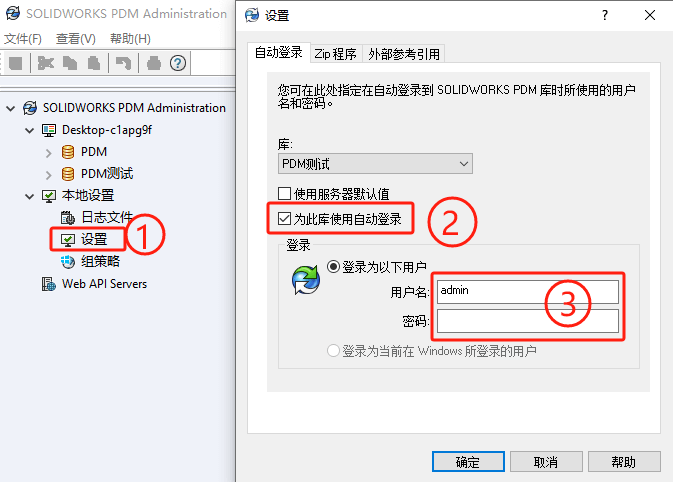 SOLIDWORKS PDM Administration
文件(F) 查看(V) 帮助(H)
SOLIDWORKS PDM Administration
Desktop-c1apg9f
PDM
PDM测试
本地设置
日志文件
设置
①
组策略
Web API Servers
设置
自动登录 Zip 程序 外部参考引用
您可在此处指定在自动登录到 SOLIDWORKS PDM 库时所使用的用户
名和密码。
库:
PDM测试
使用服务器默认值
为此库使用自动登录
②
登录
登录为以下用户
用户名: admin
③
密码:
登录为当前在 Windows 所登录的用户
确定 取消 帮助